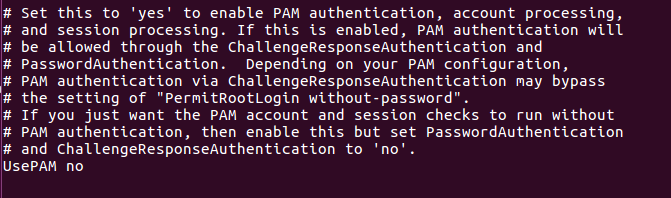 # Set this to 'yes' to enable PAM authentication, account processing,
# and session processing. If this is enabled, PAM authentication will
# be allowed through the ChallengeResponseAuthentication and
# PasswordAuthentication.  Depending on your PAM configuration,
# PAM authentication via ChallengeResponseAuthentication may bypass
# the setting of "PermitRootLogin without-password".
# If you just want the PAM account and session checks to run without
# PAM authentication, then enable this but set PasswordAuthentication
# and ChallengeResponseAuthentication to 'no'.
UsePAM no